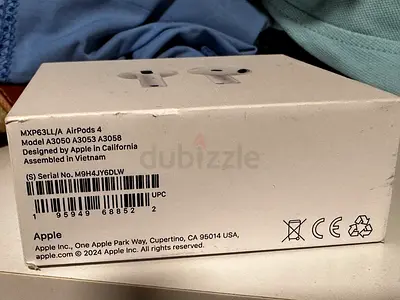 MXP63LL/A AirPods 4
Model A3050 A3053 A3058
Designed by Apple in California
Assembled in Vietnam
(S) Serial No. M9H4JY6DLW
UPC
1 95949 68852 2
Apple
Apple Inc., One Apple Park Way, Cupertino, CA 95014 USA,
apple.com © 2024 Apple Inc. All rights reserved.
CE
dubizzle